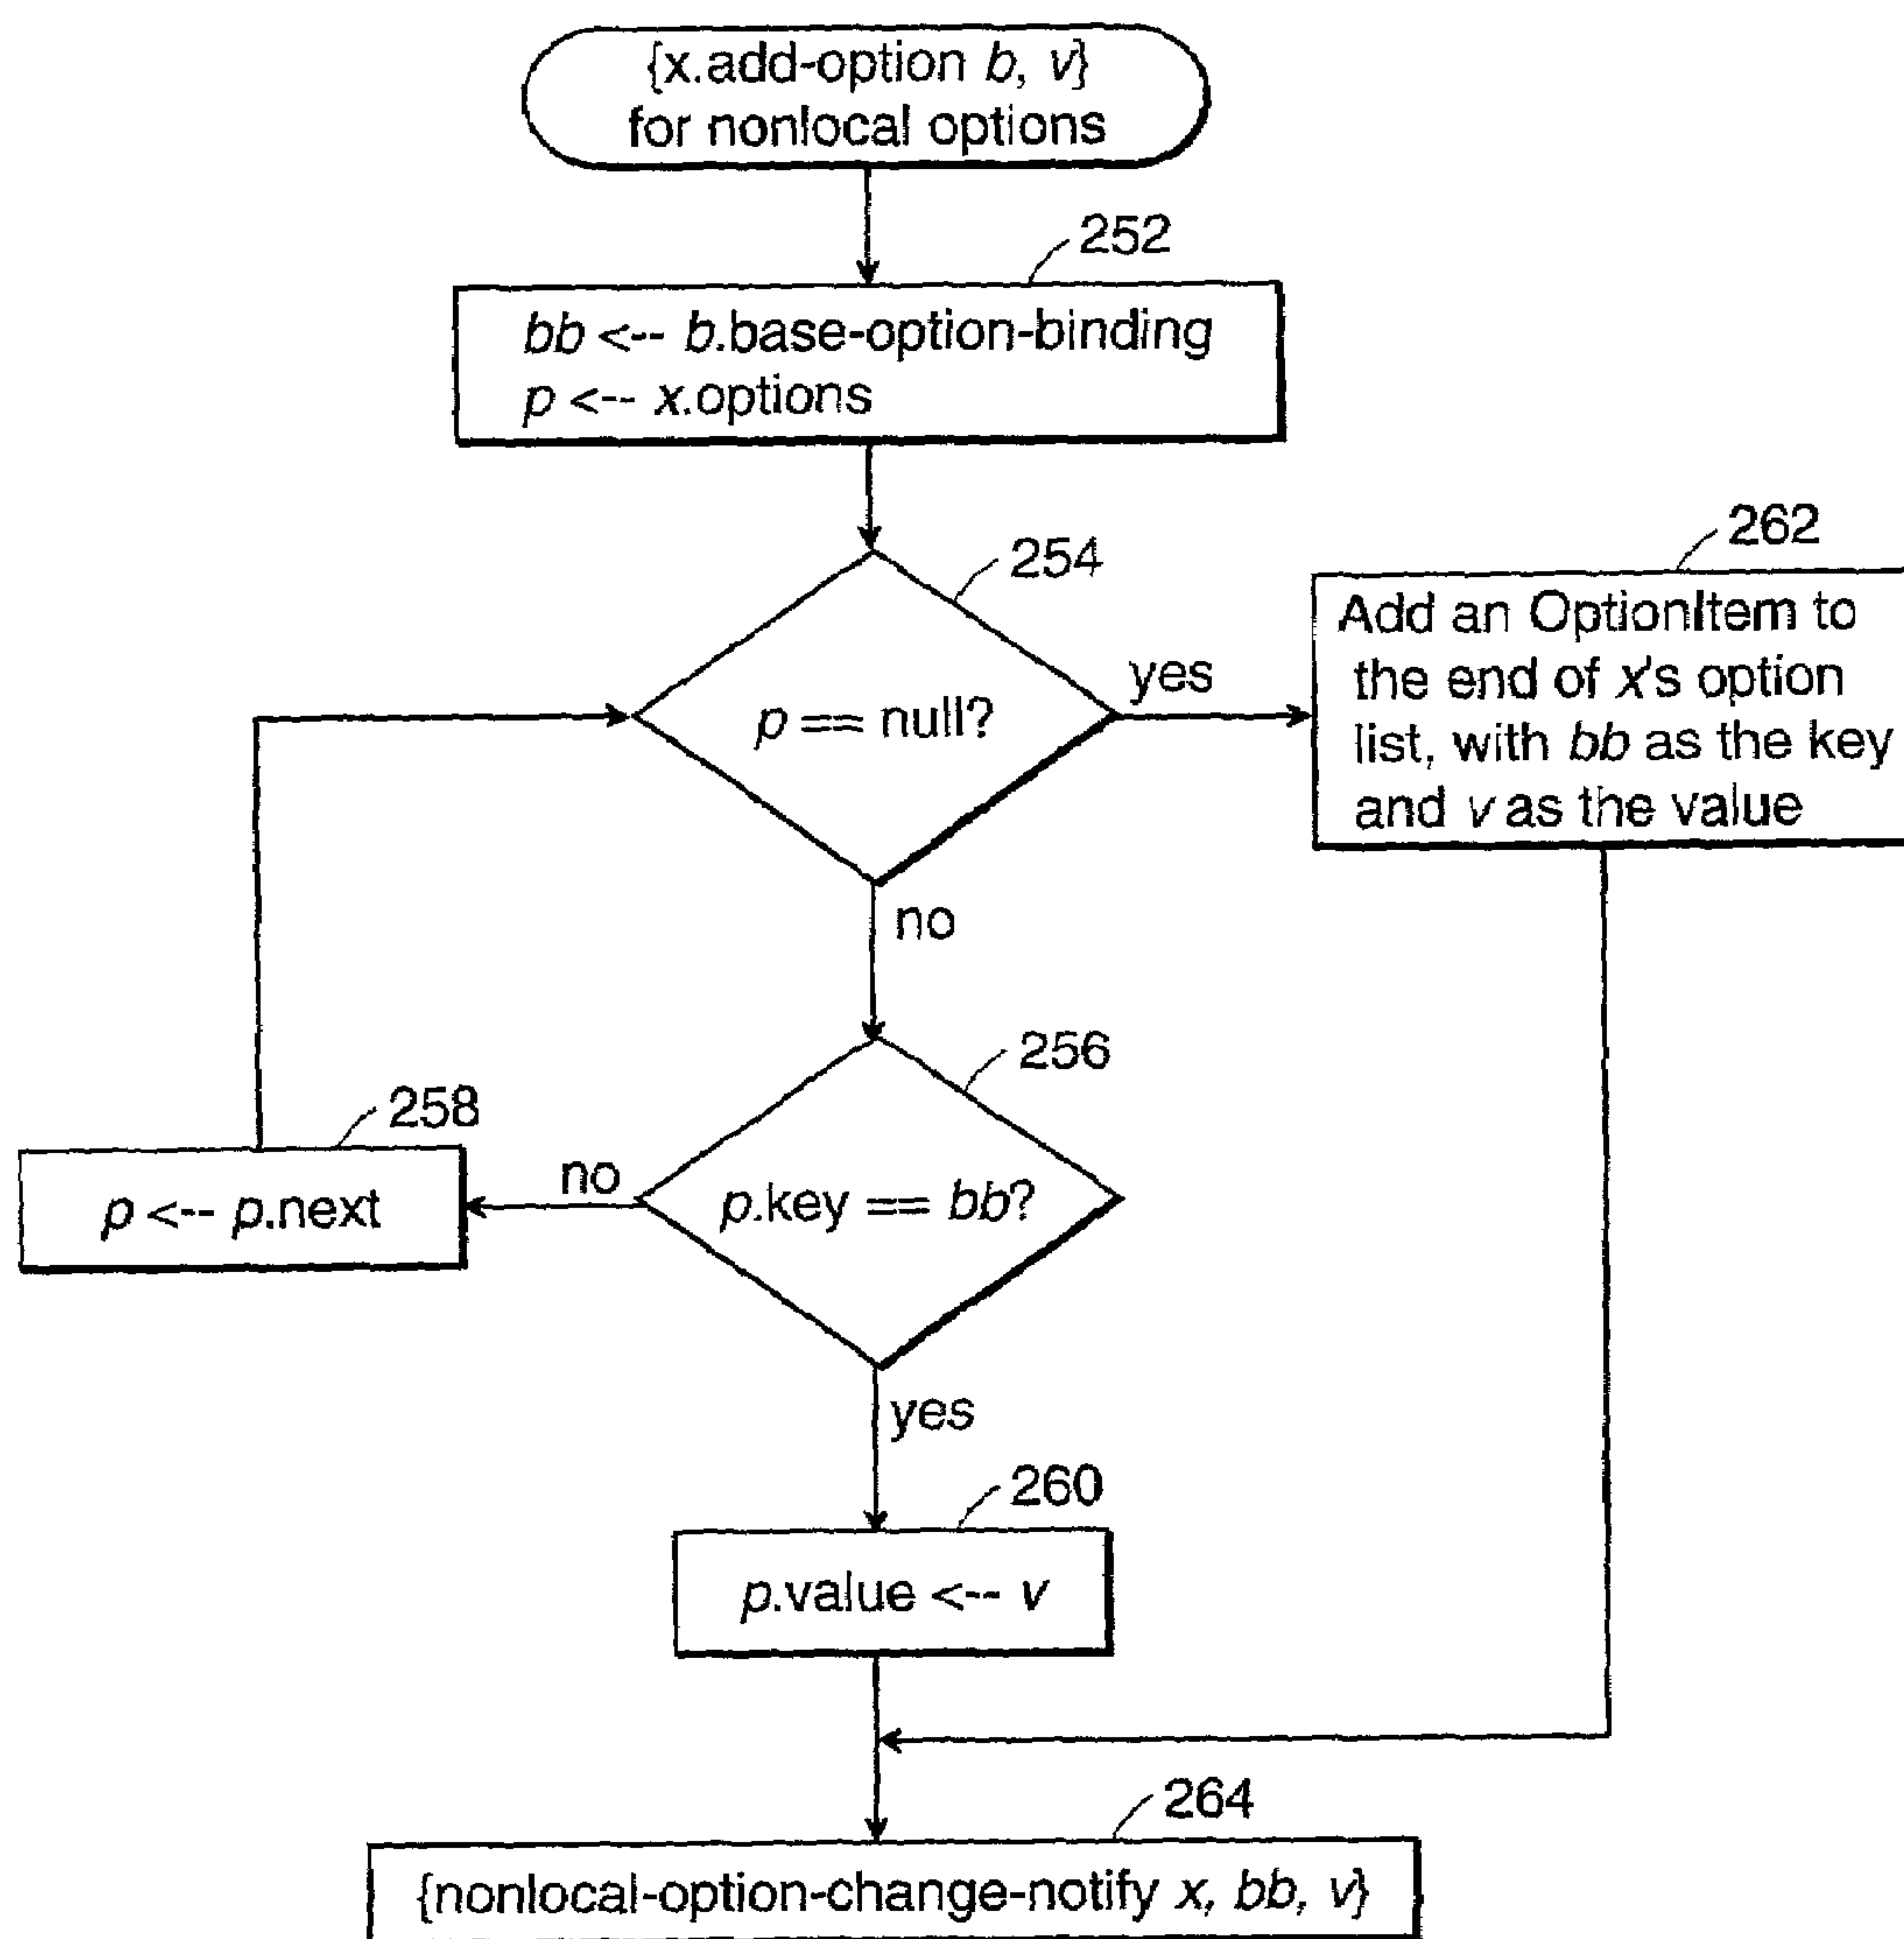 {x.add-option b, v}
for nonlocal options
252
bb <-- b.base-option-binding
p <-- x.options
254
262
p == null?
yes
Add an OptionItem to
the end of x's option
list, with bb as the key
and v as the value
no
256
258
p <-- p.next
no
p.key == bb?
yes
260
p.value <-- v
264
{nonlocal-option-change-notify x, bb, v}